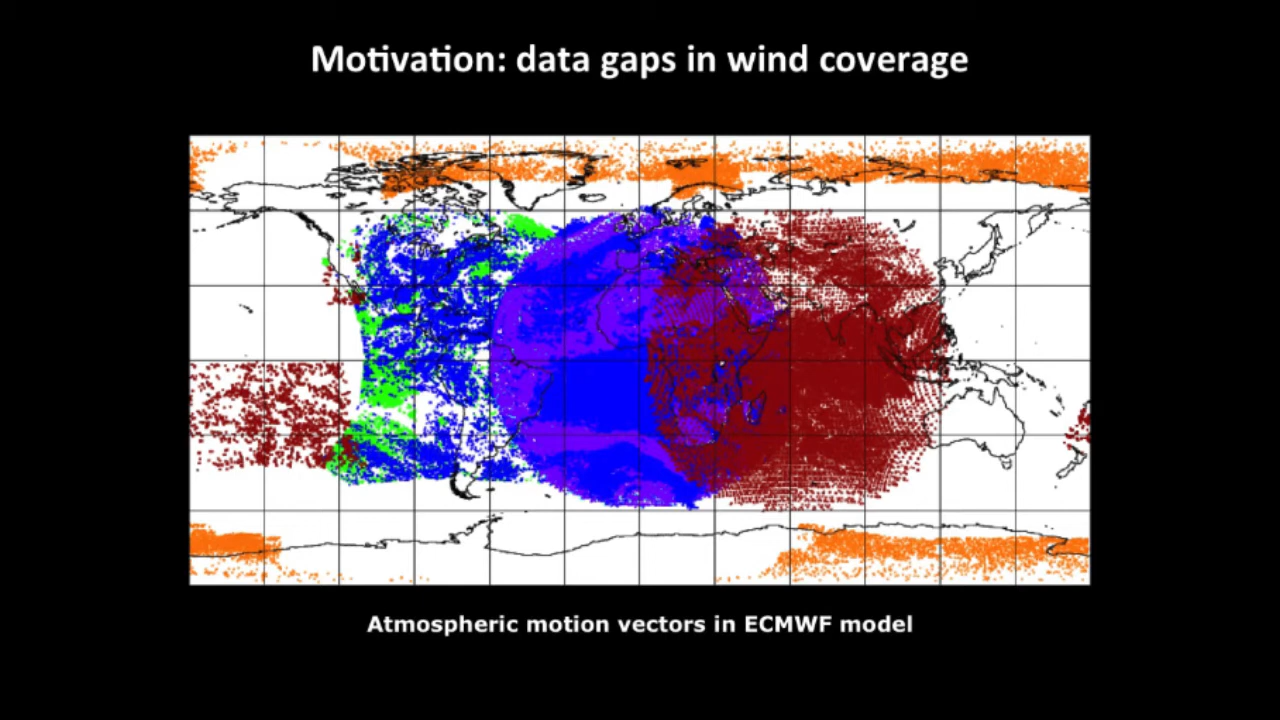 Motivation: data gaps in wind coverage
Atmospheric motion vectors in ECMWF model